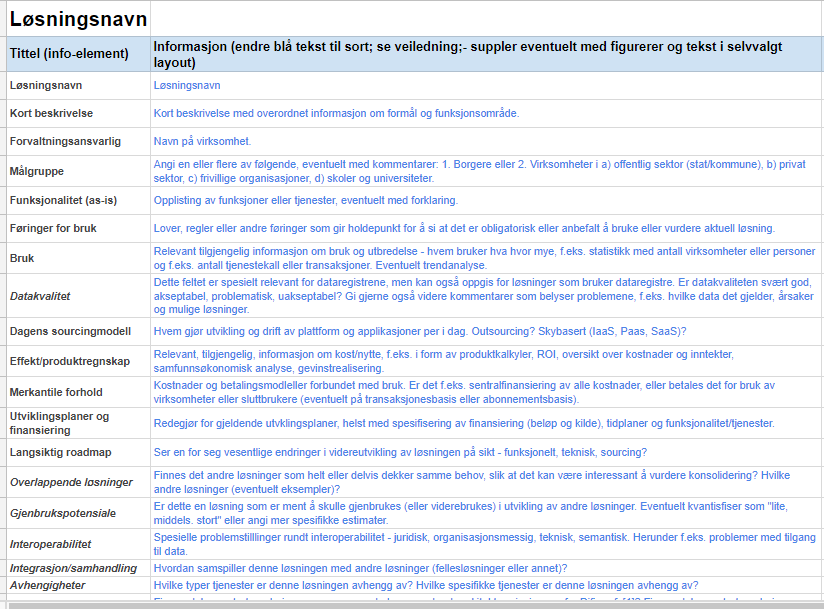 Løsningsnavn
Tittel (info-element)
Informasjon (endre blå tekst til sort; se veiledning;- suppler eventuelt med figurerer og tekst i selvvalgt
layout)
Løsningsnavn
Løsningsnavn
Kort beskrivelse
Kort beskrivelse med overordnet informasjon om formål og funksjonsområde.
Forvaltningsansvarlig
Navn på virksomhet.
Målgruppe
Angi en eller flere av følgende, eventuelt med kommentarer: 1. Borgere eller 2. Virksomheter i a) offentlig sektor (stat/kommune), b) privat
sektor, c) frivillige organisasjoner, d) skoler og universiteter.
Funksjonalitet (as-is)
Opplisting av funksjoner eller tjenester, eventuelt med forklaring.
Føringer for bruk
Lover, regler eller andre føringer som gir holdepunkt for å si at det er obligatorisk eller anbefalt å bruke eller vurdere aktuell løsning.
Bruk
Relevant tilgjengelig informasjon om bruk og utbredelse - hvem bruker hva hvor mye, f.eks. statistikk med antall virksomheter eller personer
og f.eks. antall tjenestekall eller transaksjoner. Eventuelt trendanalyse.
Datakvalitet
Dette feltet er spesielt relevant for dataregistrene, men kan også oppgis for løsninger som bruker dataregistre. Er datakvaliteten svært god,
akseptabel, problematisk, uakseptabel? Gi gjerne også videre kommentarer som belyser problemene, f.eks. hvilke data det gjelder, årsaker
og mulige løsninger.
Dagens sourcingmodell
Hvem gjør utvikling og drift av plattform og applikasjoner per i dag. Outsourcing? Skybasert (IaaS, Paas, SaaS)?
Effekt/produktregnskap
Relevant, tilgjengelig, informasjon om kost/nytte, f.eks. i form av produktkalkyler, ROI, oversikt over kostnader og inntekter,
samfunnsøkonomisk analyse, gevinstrealisering.
Merkantile forhold
Kostnader og betalingsmodleller forbundet med bruk. Er det f.eks. sentralfinansiering av alle kostnader, eller betales det for bruk av
virksomheter eller sluttbrukere (eventuelt på transaksjonesbasis eller abonnementsbasis).
Utviklingsplaner og
finansiering
Redegjør for gjeldende utvklingsplaner, helst med spesifisering av finansiering (beløp og kilde), tidplaner og funksjonalitet/tjenester.
Langsiktig roadmap
Ser en for seg vesentlige endringer i videreutvikling av løsningen på sikt - funksjonelt, teknisk, sourcing?
Overlappende løsninger
Finnes det andre løsninger som helt eller delvis dekker samme behov, slik at det kan være interessant å vurdere konsolidering? Hvilke
andre løsninger (eventuelt eksempler)?
Gjenbrukspotensiale
Er dette en løsning som er ment å skulle gjenbrukes (eller viderebrukes) i utvikling av andre løsninger. Eventuelt kvantisfiser som "lite,
middels. stort" eller angi mer spesifikke estimater.
Interoperabilitet
Spesielle problemstilllinger rundt interoperabilitet - juridisk, organisasjonsmessig, teknisk, semantisk. Herunder f.eks. problemer med tilgang
til data.
Integrasjon/samhandling
Hvordan samspiller denne løsningen med andre løsninger (fellesløsninger eller annet)?
Avhengigheter
Hvilke typer tjenester er denne løsningen avhengg av? Hvilke spesifikke tjenester er denne løsningen avhengg av?